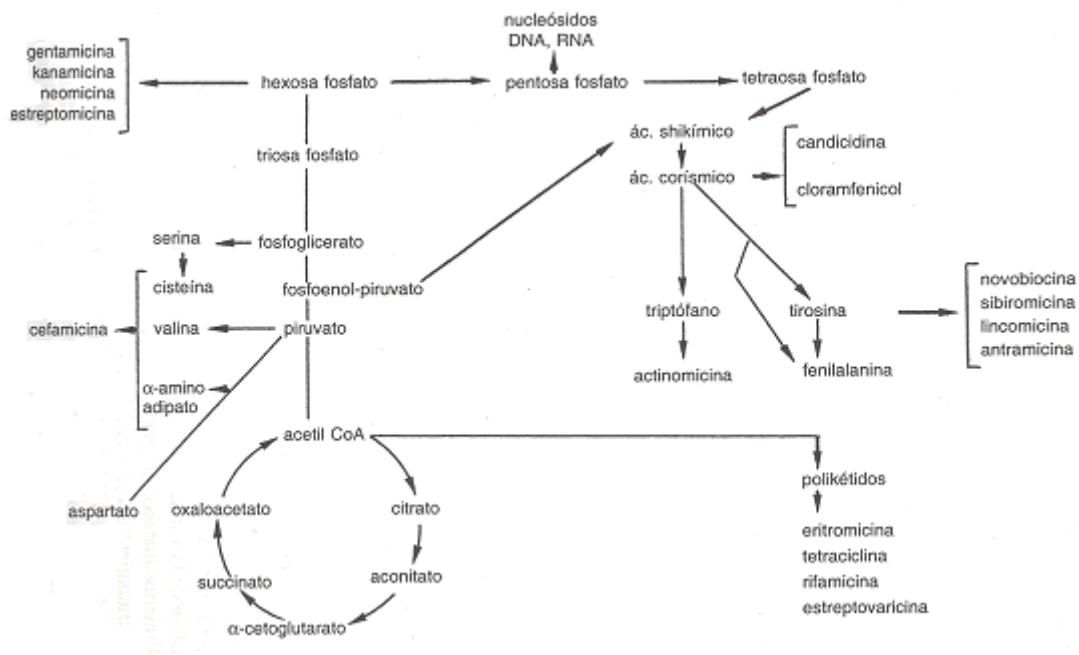 nucleósidos
DNA, RNA
gentamicina
kanamicina
neomicina
estreptomicina
hexosa fosfato
pentosa fosfato
tetraosa fosfato
ác. shikímico
candicidina
triosa fosfato
ác. corísmico
cloramfenicol
serina
fosfoglicerato
cisteína
fosfoenol-piruvato
novobiocina
sibiromicina
lincomicina
antramicina
cefamicina
valina
piruvato
triptófano
tirosina
α-amino
adipato
actinomicina
fenilalanina
acetil CoA
polikétidos
aspartato
oxaloacetato
citrato
eritromicina
tetraciclina
rifamicina
estreptovaricina
succinato
aconitato
α-cetoglutarato